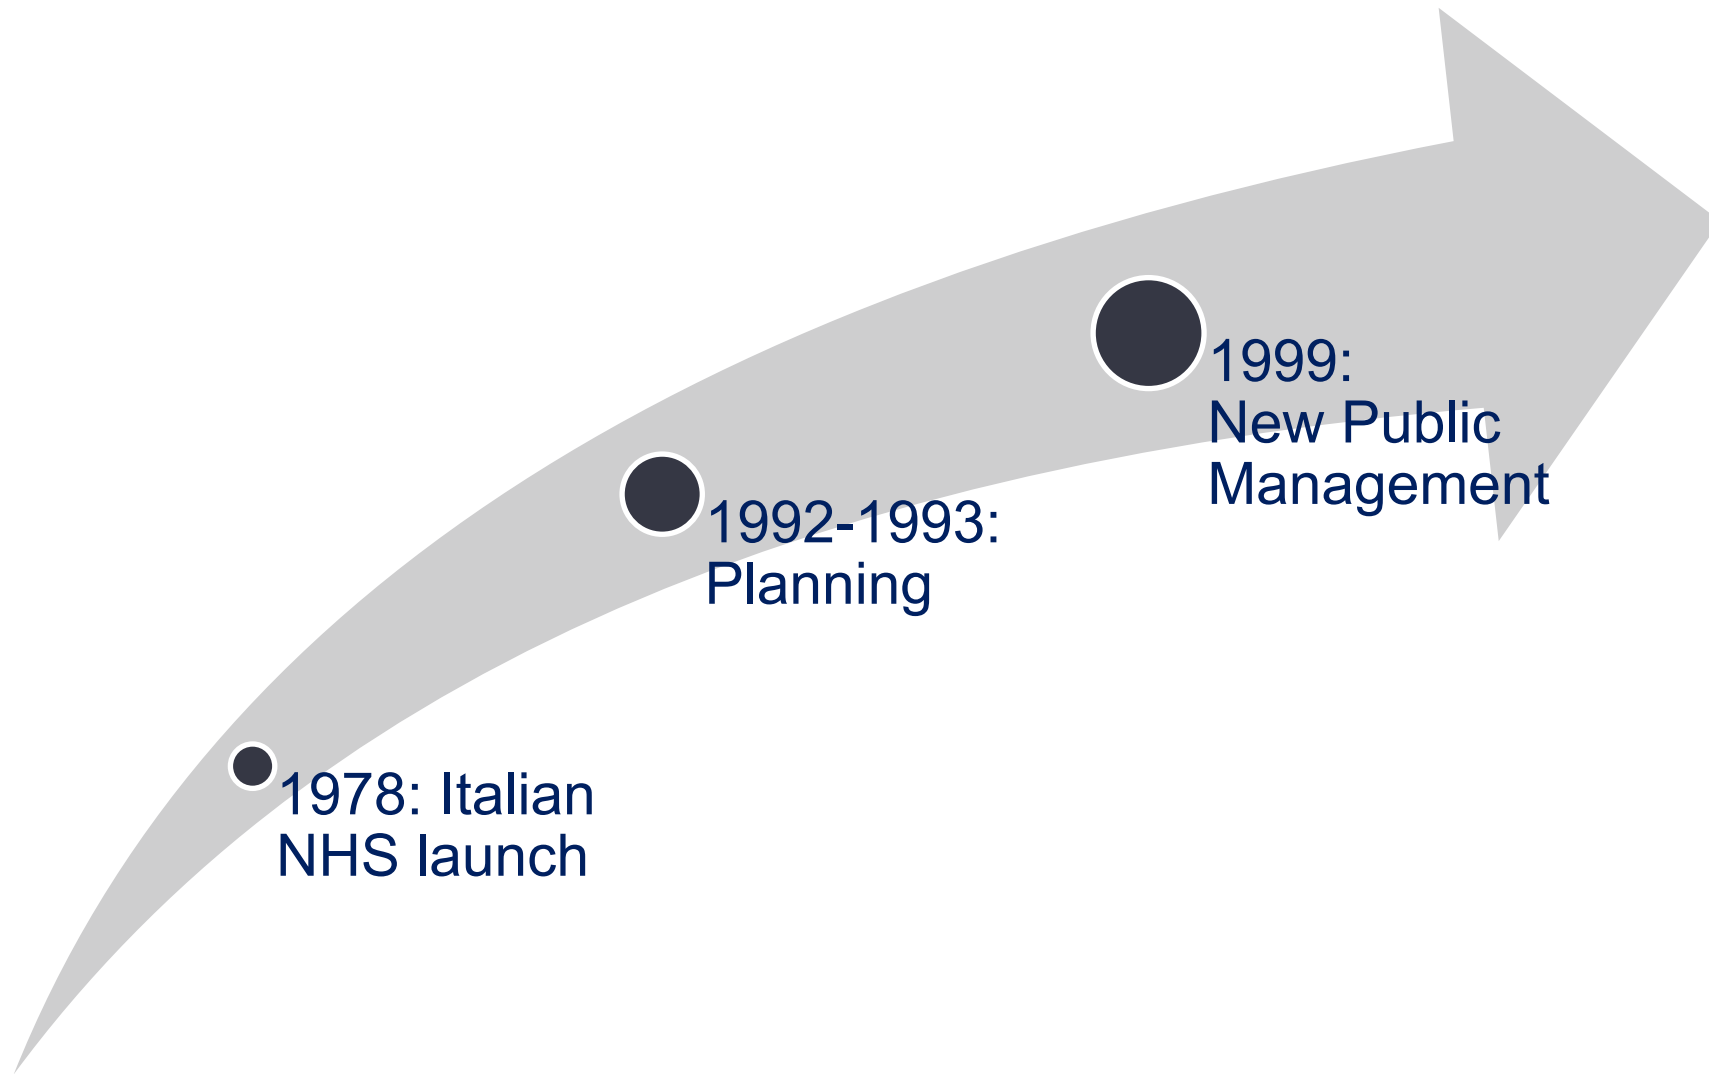 1978: Italian
NHS launch
1992-1993:
Planning
1999:
New Public
Management